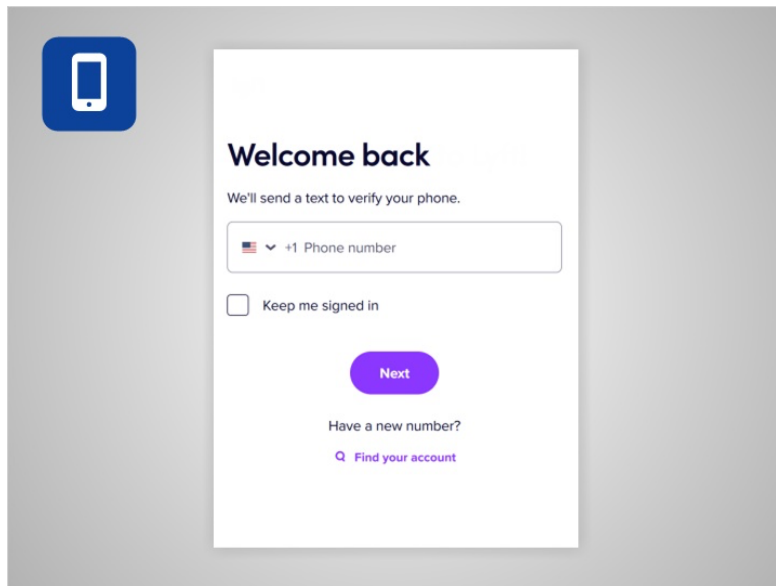 Welcome back
We'll send a text to verify your phone.
+1 Phone number
Keep me signed in
Next
Have a new number?
Find your account